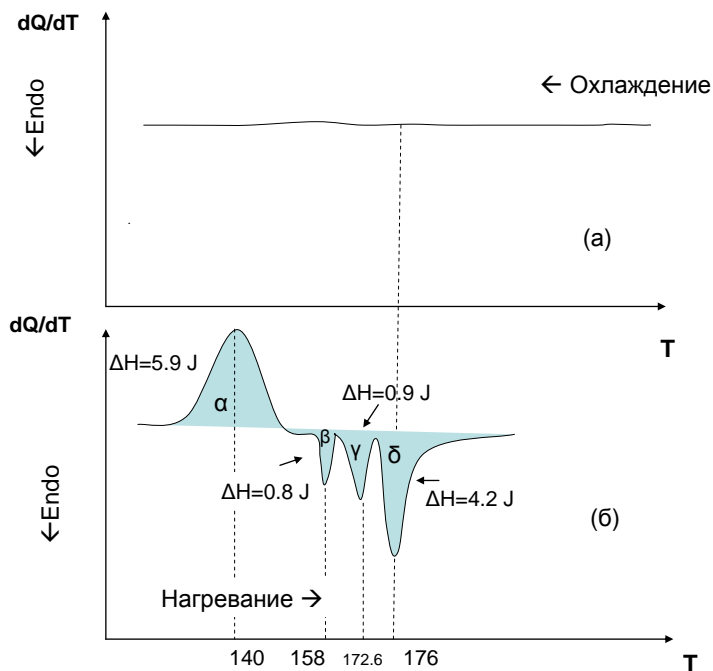 dQ/dT
←Endo
← Охлаждение
(а)
T
dQ/dT
ΔH=5.9 J
α
ΔH=0.9 J
β
γ
δ
ΔH=0.8 J
ΔH=4.2 J
←Endo
(б)
Нагревание →
140 158 172.6 176
T